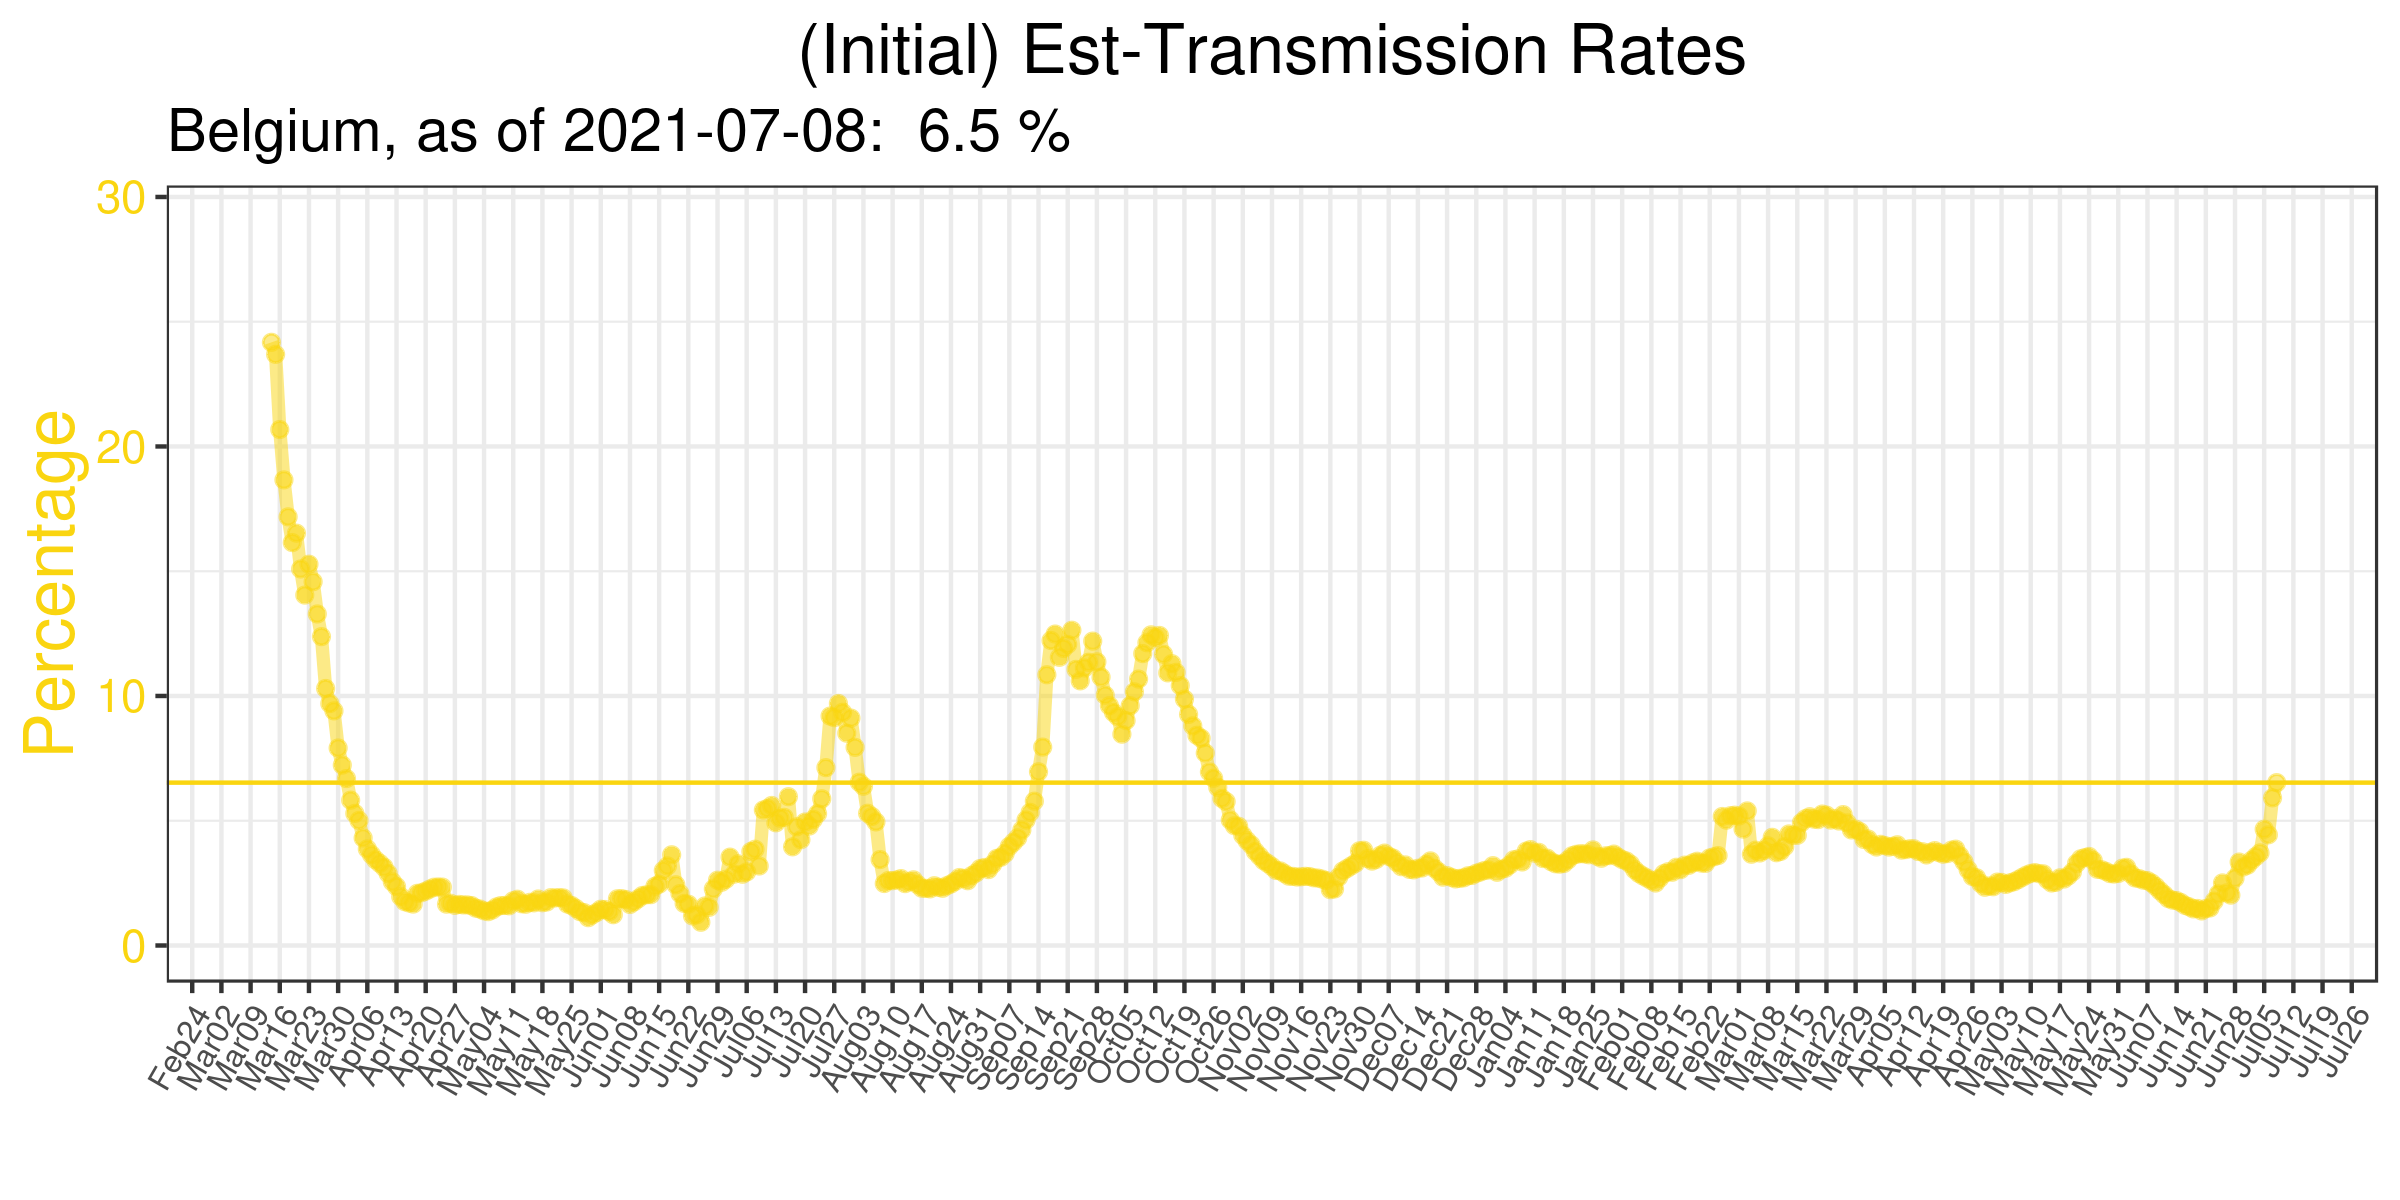 (Initial) Est-Transmission Rates
Belgium, as of 2021-07-08:  6.5 %
Percentage
30
20
10
0
Feb24
Mar02
Mar09
Mar16
Mar23
Mar30
Apr06
Apr13
Apr20
Apr27
May04
May11
May18
May25
Jun01
Jun08
Jun15
Jun22
Jun29
Jul06
Jul13
Jul20
Jul27
Aug03
Aug10
Aug17
Aug24
Aug31
Sep07
Sep14
Sep21
Sep28
Oct05
Oct12
Oct19
Oct26
Nov02
Nov09
Nov16
Nov23
Nov30
Dec07
Dec14
Dec21
Dec28
Jan04
Jan11
Jan18
Jan25
Feb01
Feb08
Feb15
Feb22
Mar01
Mar08
Mar15
Mar22
Mar29
Apr05
Apr12
Apr19
Apr26
May03
May10
May17
May24
May31
Jun07
Jun14
Jun21
Jun28
Jul05
Jul12
Jul19
Jul26